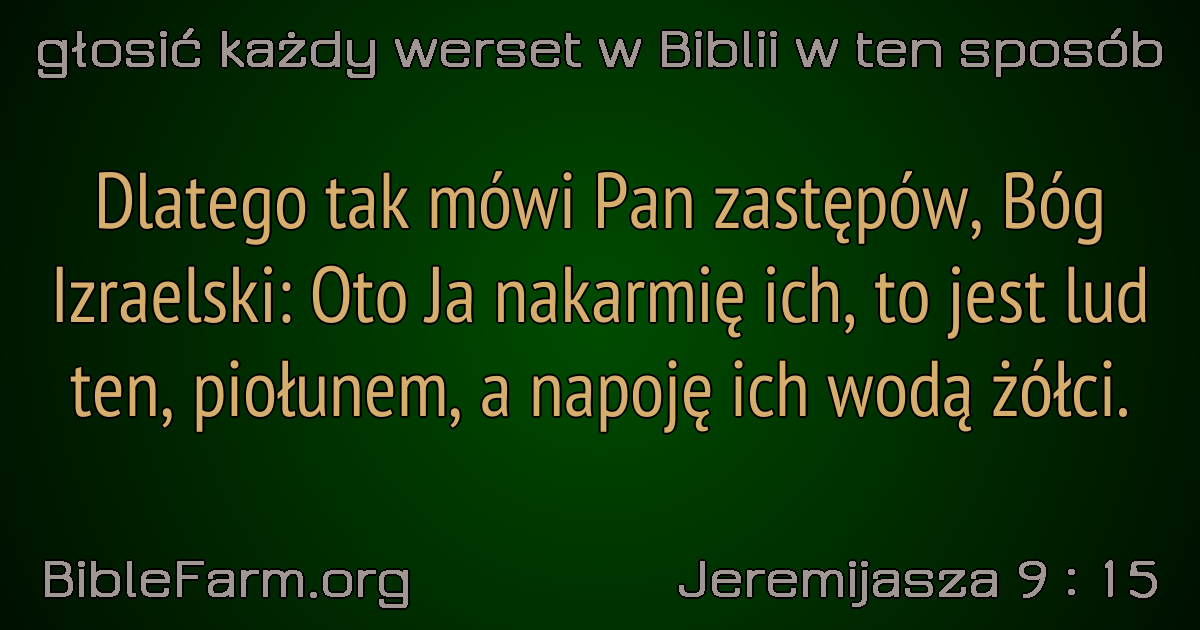 głosić każdy werset w Biblii w ten sposób
Dlatego tak mówi Pan zastępów, Bóg
Izraelski: Oto Ja nakarmię ich, to jest lud
ten, piołunem, a napoję ich wodą żółci.
BibleFarm.org
Jeremijasza 9 : 15